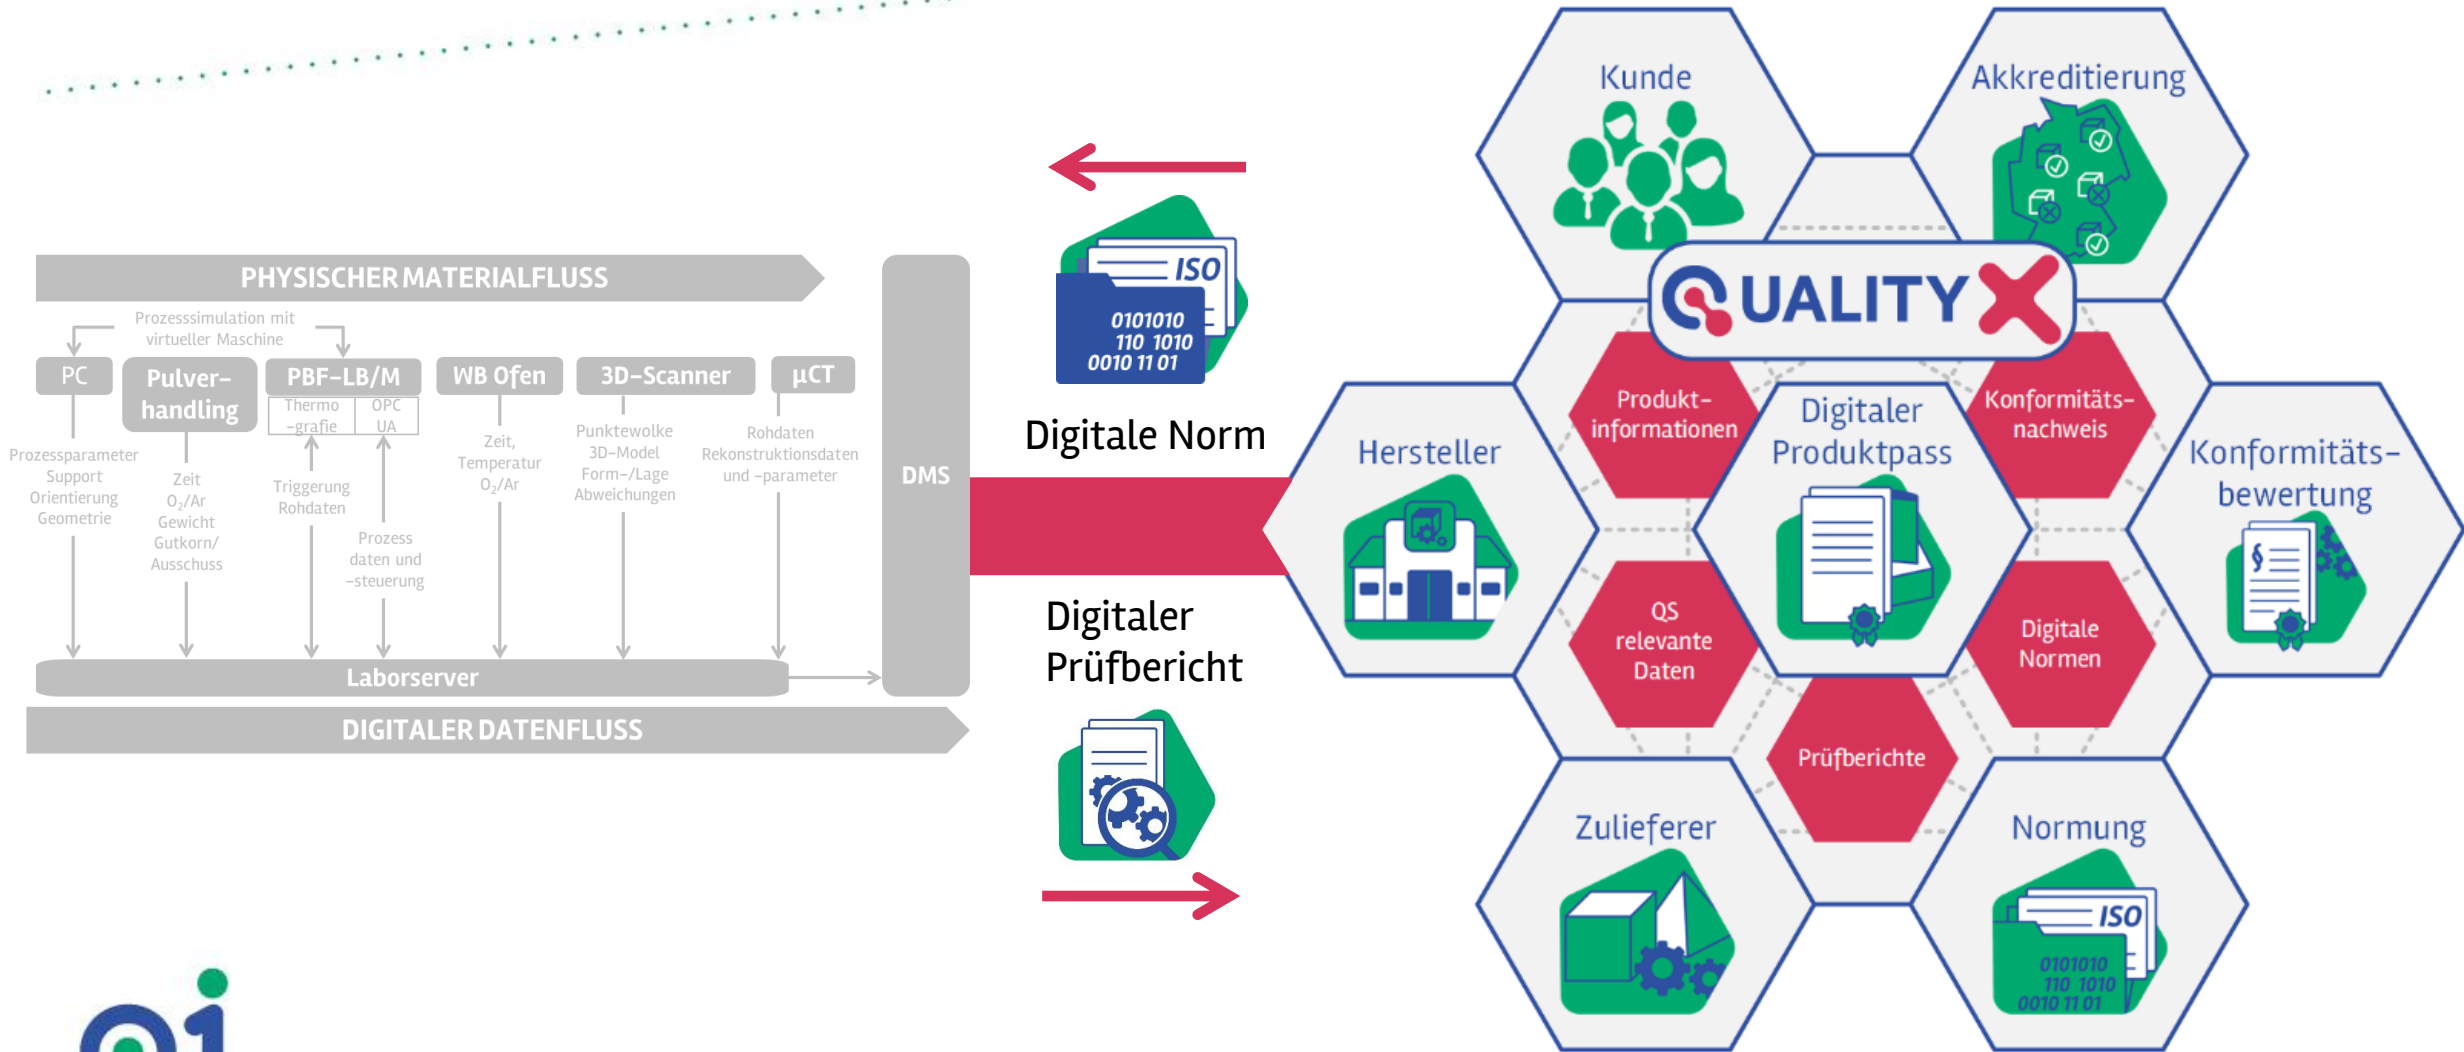 PHYSISCHER MATERIALFLUSS
Prozesssimulation mit
virtueller Maschine
PC
Pulver-
handling
PBF-LB/M
Thermo
-grafie
OPC
UA
WB Ofen
3D-Scanner
µCT
Prozessparameter
Support
Orientierung
Geometrie
Zeit
O₂/Ar
Gewicht
Gutkorn/
Ausschuss
Triggerung
Rohdaten
Prozess
daten und
-steuerung
Zeit,
Temperatur
O₂/Ar
Punktewolke
3D-Model
Form-/Lage
Abweichungen
Rohdaten
Rekonstruktionsdaten
und -parameter
Laborserver
DMS
DIGITALER DATENFLUSS
ISO
0101010
110 1010
0010 11 01
Digitale Norm
Digitaler
Prüfbericht
Kunde
Akkreditierung
QUALITY X
Hersteller
Produkt-
informationen
Digitaler
Produktpass
Konformitäts-
nachweis
Konformitäts-
bewertung
§
QS
relevante
Daten
Digitale
Normen
Prüfberichte
Zulieferer
Normung
ISO
0101010
110 1010
0010 11 01